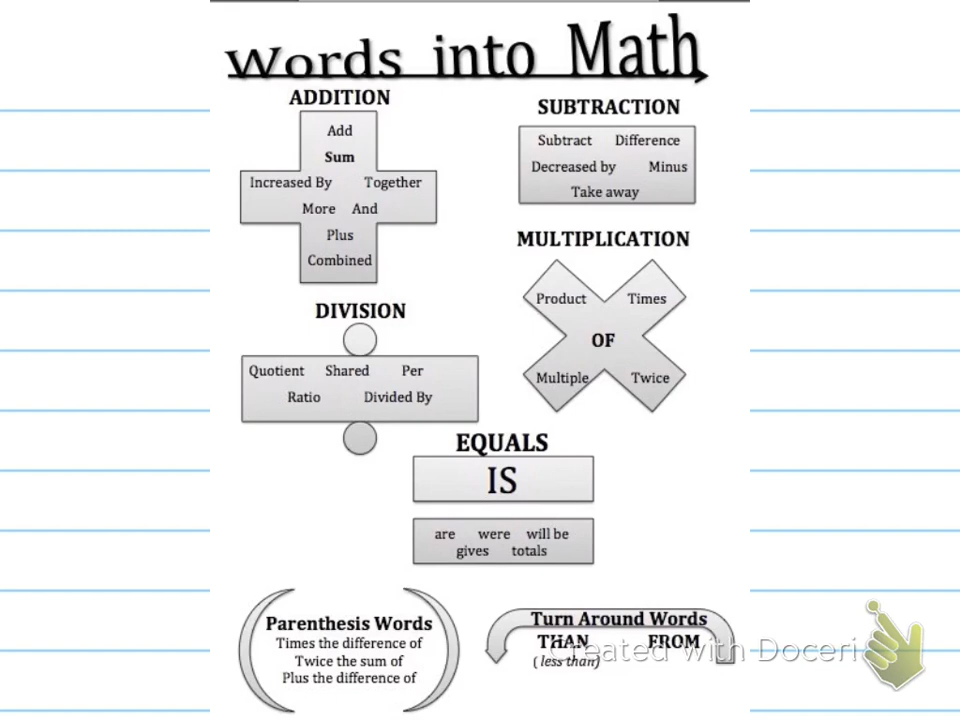 Words into Math
ADDITION
Add
Sum
Increased By Together
More And
Plus
Combined
SUBTRACTION
Subtract Difference
Decreased by Minus
Take away
MULTIPLICATION
Product Times
OF
Multiple Twice
DIVISION
Quotient Shared Per
Ratio Divided By
EQUALS
IS
are were will be
gives totals
Parenthesis Words
Times the difference of
Twice the sum of
Plus the difference of
Turn Around Words
THAN FROM
( less than)
Created with Doceri